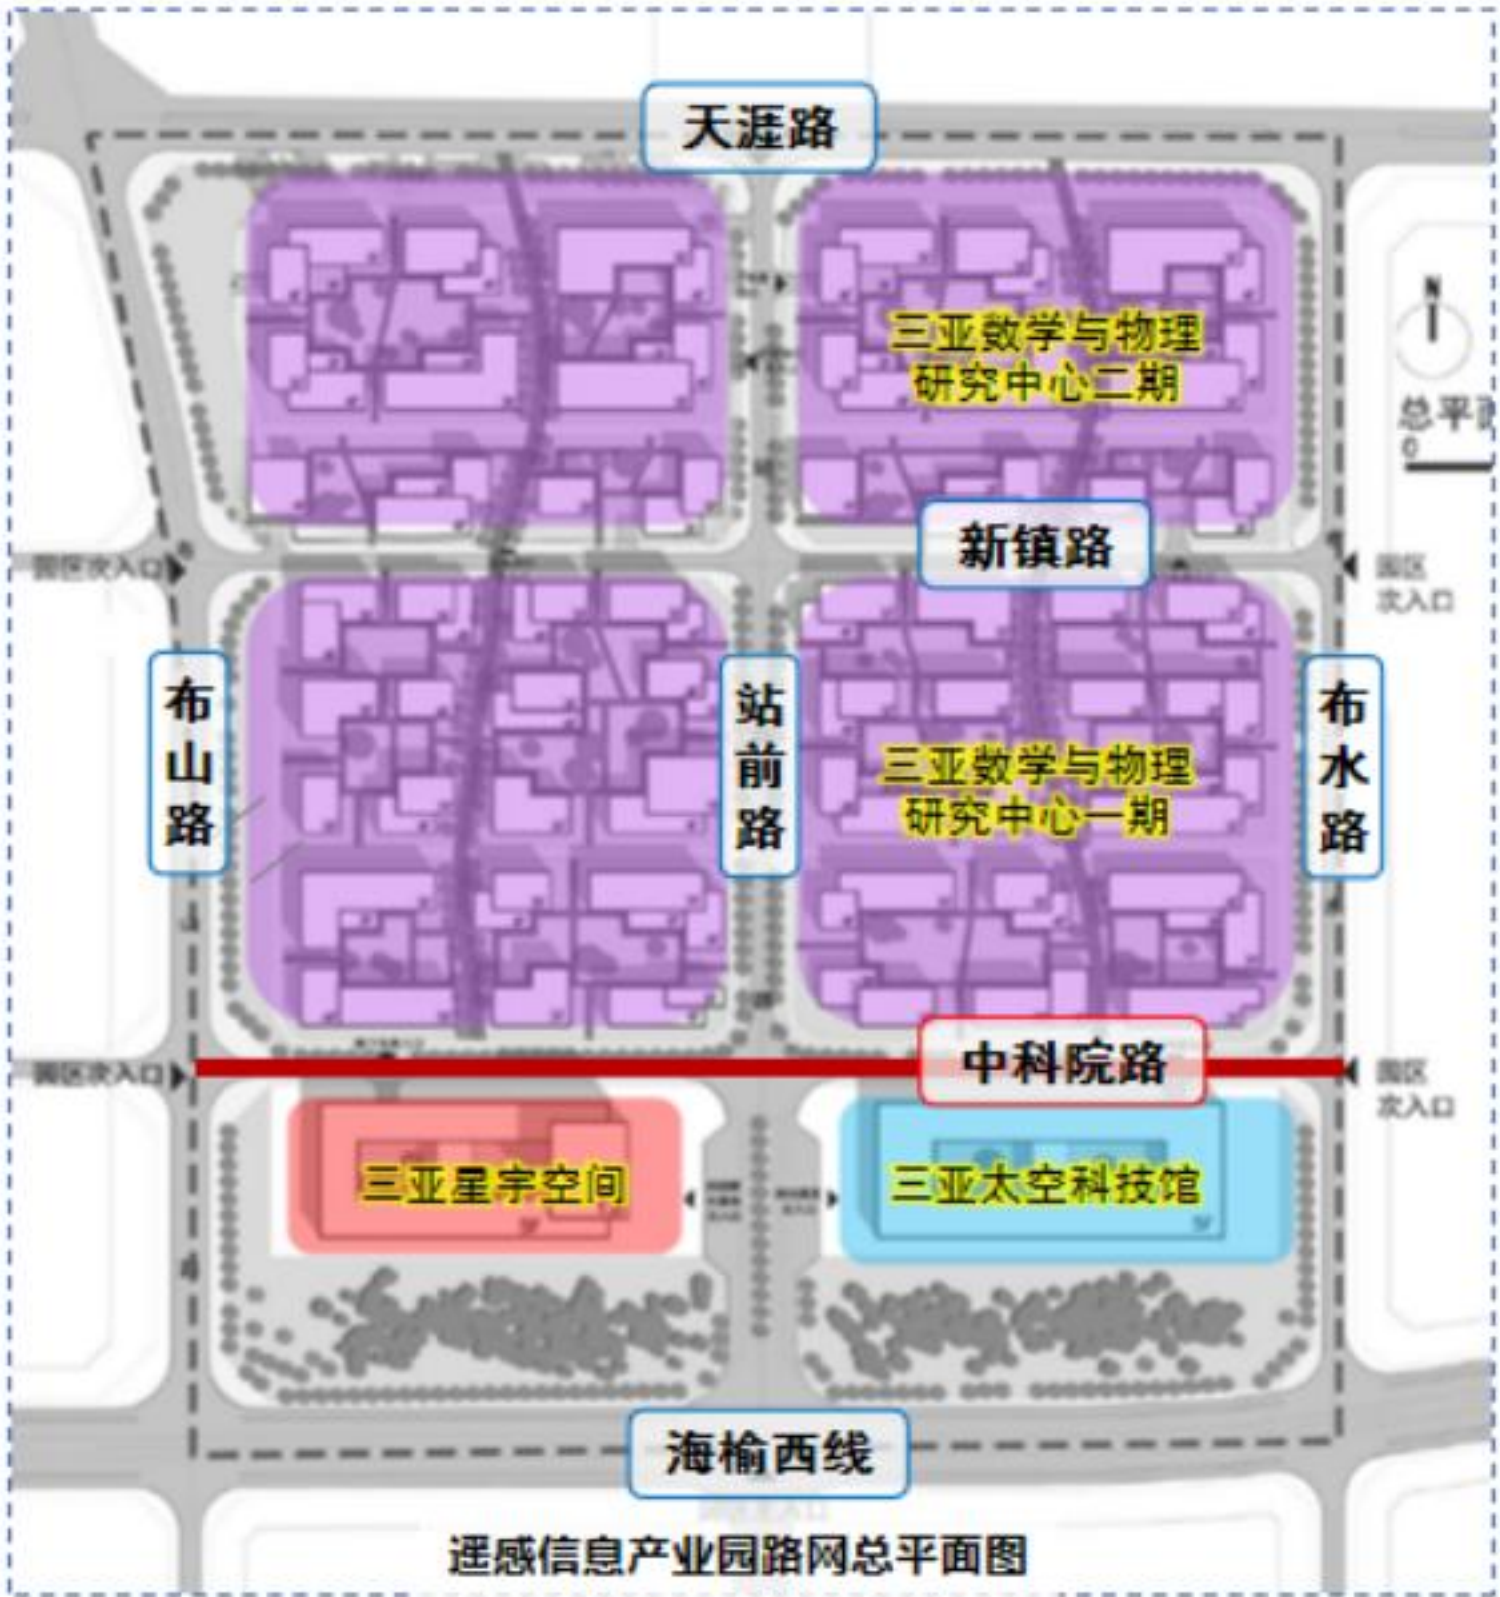 天涯路
三亚数学与物理
研究中心二期
N
总平
0
新镇路
园区次入口
园区
次入口
布山路
站前路
布水路
三亚数学与物理
研究中心一期
中科院路
园区次入口
园区
次入口
三亚星宇空间
三亚太空科技馆
5F
5F
海榆西线
遥感信息产业园路网总平面图